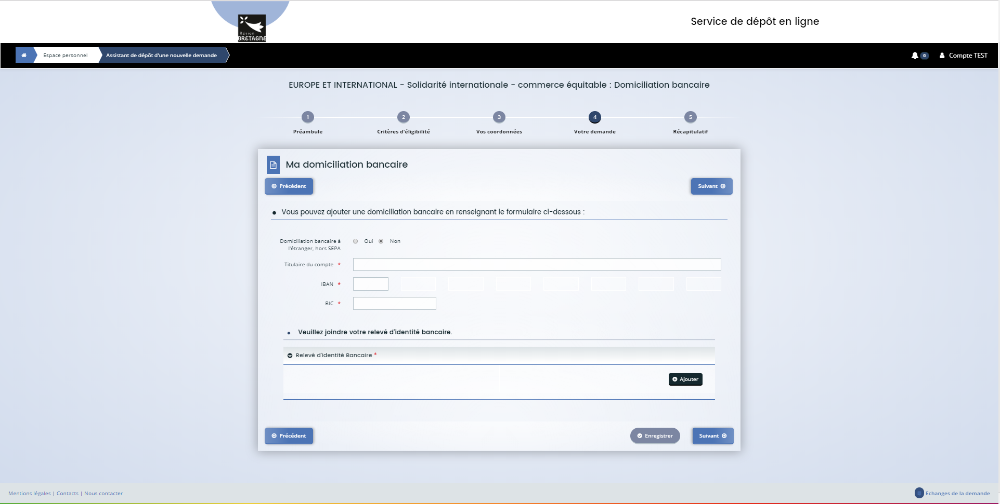 Région
BRETAGNE
Service de dépôt en ligne
Espace personnel
Assistant de dépôt d'une nouvelle demande
0
Compte TEST
EUROPE ET INTERNATIONAL - Solidarité internationale - commerce équitable : Domiciliation bancaire
1 2 3 4 5
Préambule Critères d'éligibilité Vos coordonnées Votre demande Récapitulatif
Ma domiciliation bancaire
Précédent
Suivant
Vous pouvez ajouter une domiciliation bancaire en renseignant le formulaire ci-dessous :
Domiciliation bancaire à
l'étranger, hors SEPA
Oui Non
Titulaire du compte *
IBAN *
BIC *
Veuillez joindre votre relevé d'identité bancaire.
Relevé d'Identité Bancaire *
Ajouter
Précédent
Enregistrer
Suivant
Mentions légales | Contacts | Nous contacter
Echanges de la demande